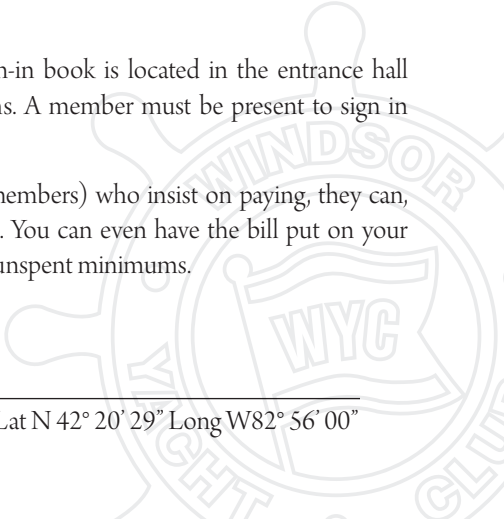 n-in book is located in the entrance hall
ns. A member must be present to sign in
members) who insist on paying, they can,
. You can even have the bill put on your
unspent minimums.
Lat N 42° 20’ 29” Long W82° 56’ 00”
WINDSOR
WYC
YACHT & CLUB